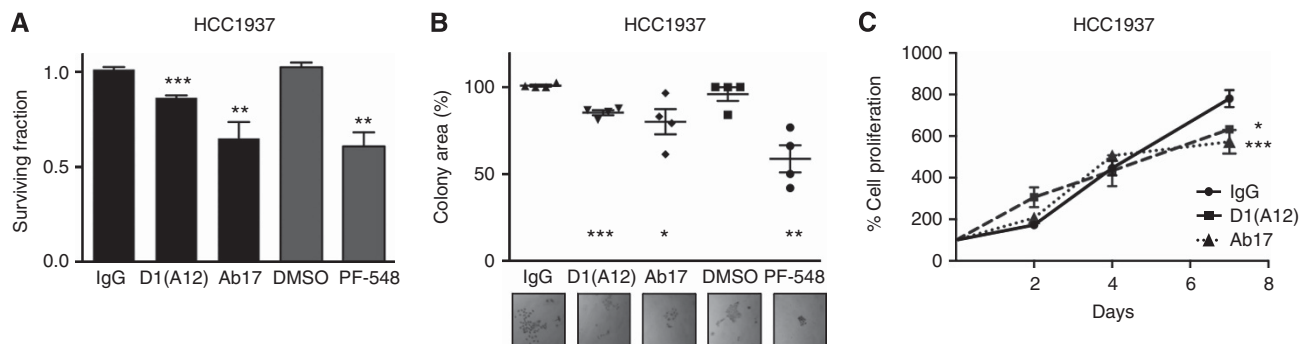 A
HCC1937
Surviving fraction
1.0
0.5
0.0
***
**
**
IgG
D1(A12)
Ab17
DMSO
PF-548
B
HCC1937
Colony area (%)
100
50
0
***
*
**
IgG
D1(A12)
Ab17
DMSO
PF-548
C
HCC1937
% Cell proliferation
1000
800
600
400
200
0
*
***
IgG
D1(A12)
Ab17
2
4
6
8
Days